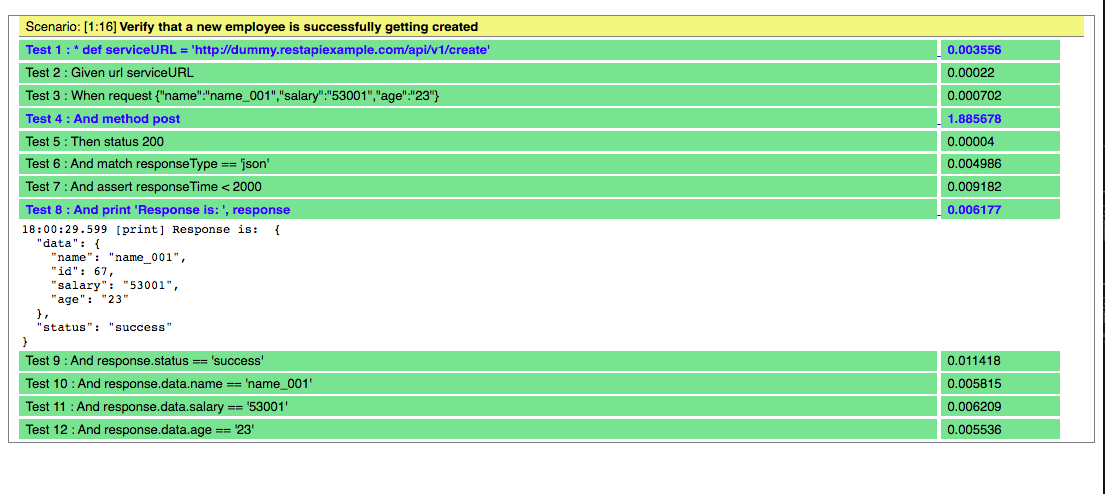 Scenario: [1:16] Verify that a new employee is successfully getting created
Test 1 : * def serviceURL = 'http://dummy.restapiexample.com/api/v1/create' 0.003556
Test 2 : Given url serviceURL 0.00022
Test 3 : When request {"name":"name_001","salary":"53001","age":"23"} 0.000702
Test 4 : And method post 1.885678
Test 5 : Then status 200 0.00004
Test 6 : And match responseType == 'json' 0.004986
Test 7 : And assert responseTime < 2000 0.009182
Test 8 : And print 'Response is: ', response 0.006177
18:00:29.599 [print] Response is:  {
  "data": {
    "name": "name_001",
    "id": 67,
    "salary": "53001",
    "age": "23"
  },
  "status": "success"
}
Test 9 : And response.status == 'success' 0.011418
Test 10 : And response.data.name == 'name_001' 0.005815
Test 11 : And response.data.salary == '53001' 0.006209
Test 12 : And response.data.age == '23' 0.005536